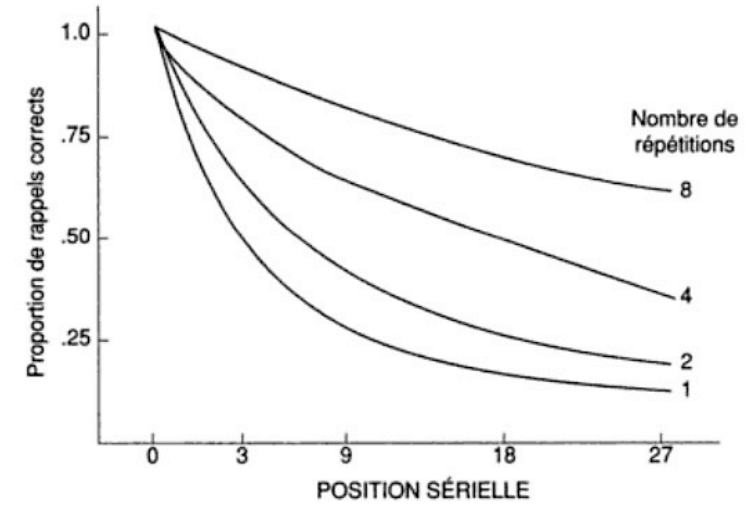 1.0
.75
.50
.25
Proportion de rappels corrects
Nombre de
répétitions
8
4
2
1
0 3 9 18 27
POSITION SÉRIELLE